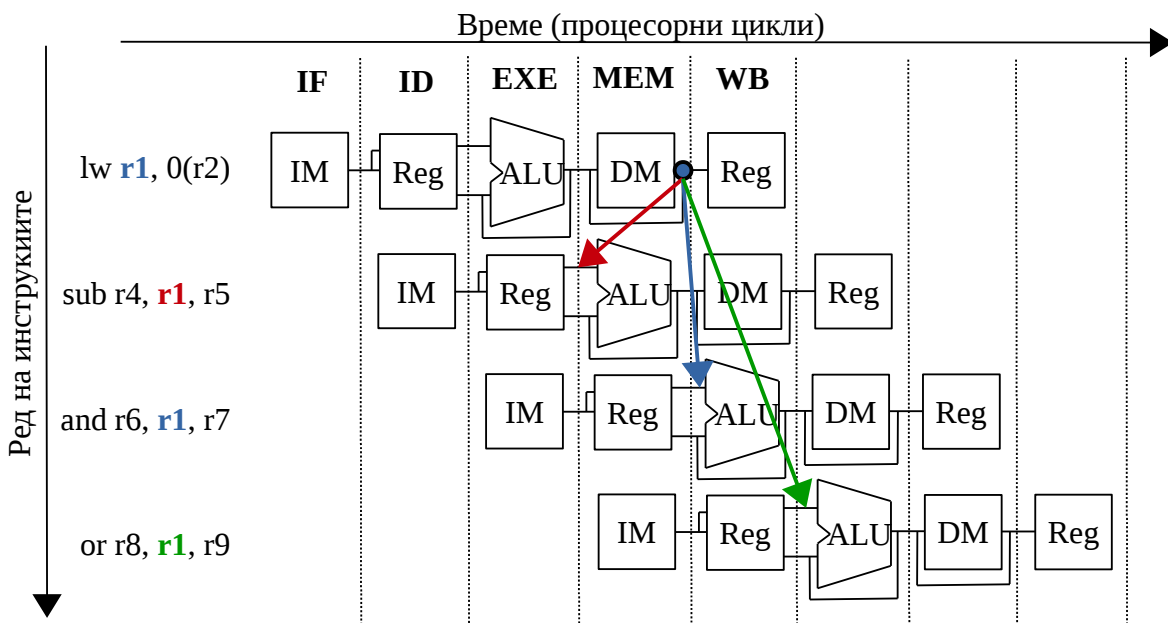 Време (процесорни цикли)
IF ID EXE MEM WB
Ред на инструкиите
lw r1, 0(r2) IM Reg ALU DM Reg
sub r4, r1, r5 IM Reg ALU DM Reg
and r6, r1, r7 IM Reg ALU DM Reg
or r8, r1, r9 IM Reg ALU DM Reg